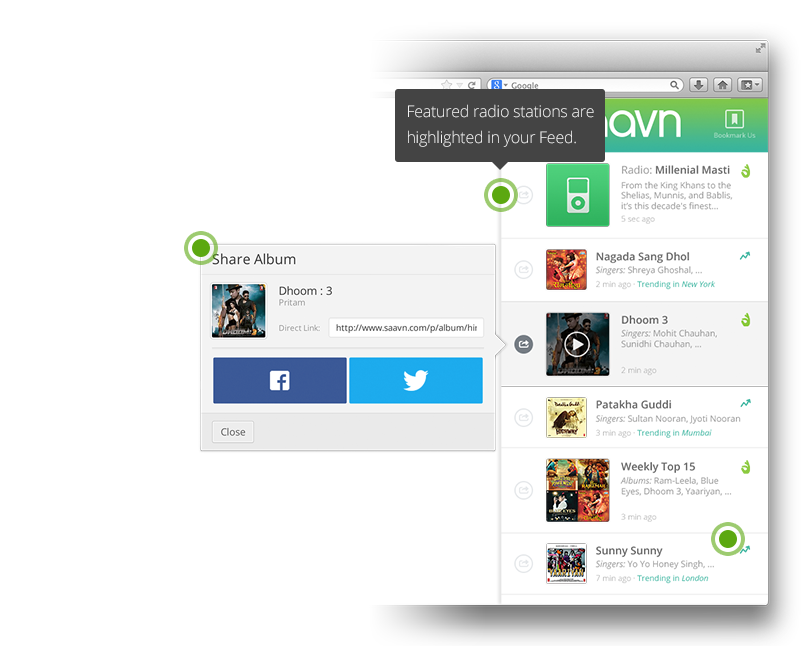 Google
Featured radio stations are
highlighted in your Feed.
aavn
Bookmark Us
Radio: Millenial Masti
From the King Khans to the
Shelias, Munnis, and Bablis,
it's this decade's finest...
5 sec ago
Share Album
Dhoom : 3
Pritam
Direct Link:
http://www.saavn.com/p/album/hin
Close
Nagada Sang Dhol
Singers: Shreya Ghoshal, ...
2 min ago · Trending in New York
Dhoom 3
Singers: Mohit Chauhan,
Sunidhi Chauhan, ...
2 min ago
Patakha Guddi
Singers: Sultan Nooran, Jyoti Nooran
3 min ago · Trending in Mumbai
Weekly Top 15
Albums: Ram-Leela, Blue
Eyes, Dhoom 3, Yaariyan, ...
3 min ago
Sunny Sunny
Singers: Yo Yo Honey Singh, ...
7 min ago · Trending in London